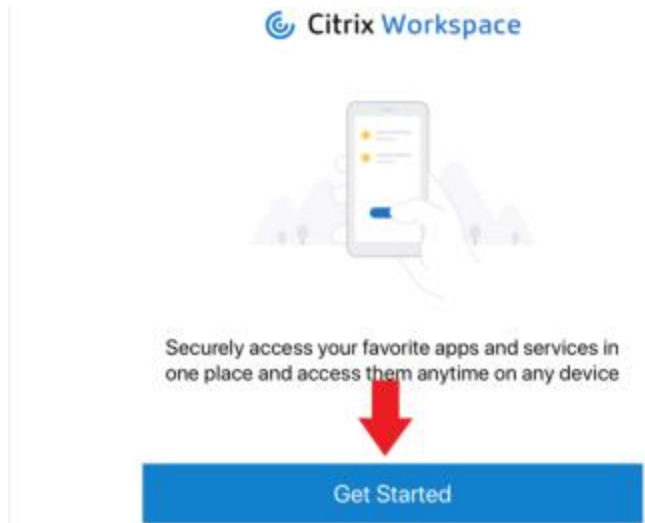 Citrix Workspace
Securely access your favorite apps and services in
one place and access them anytime on any device
Get Started